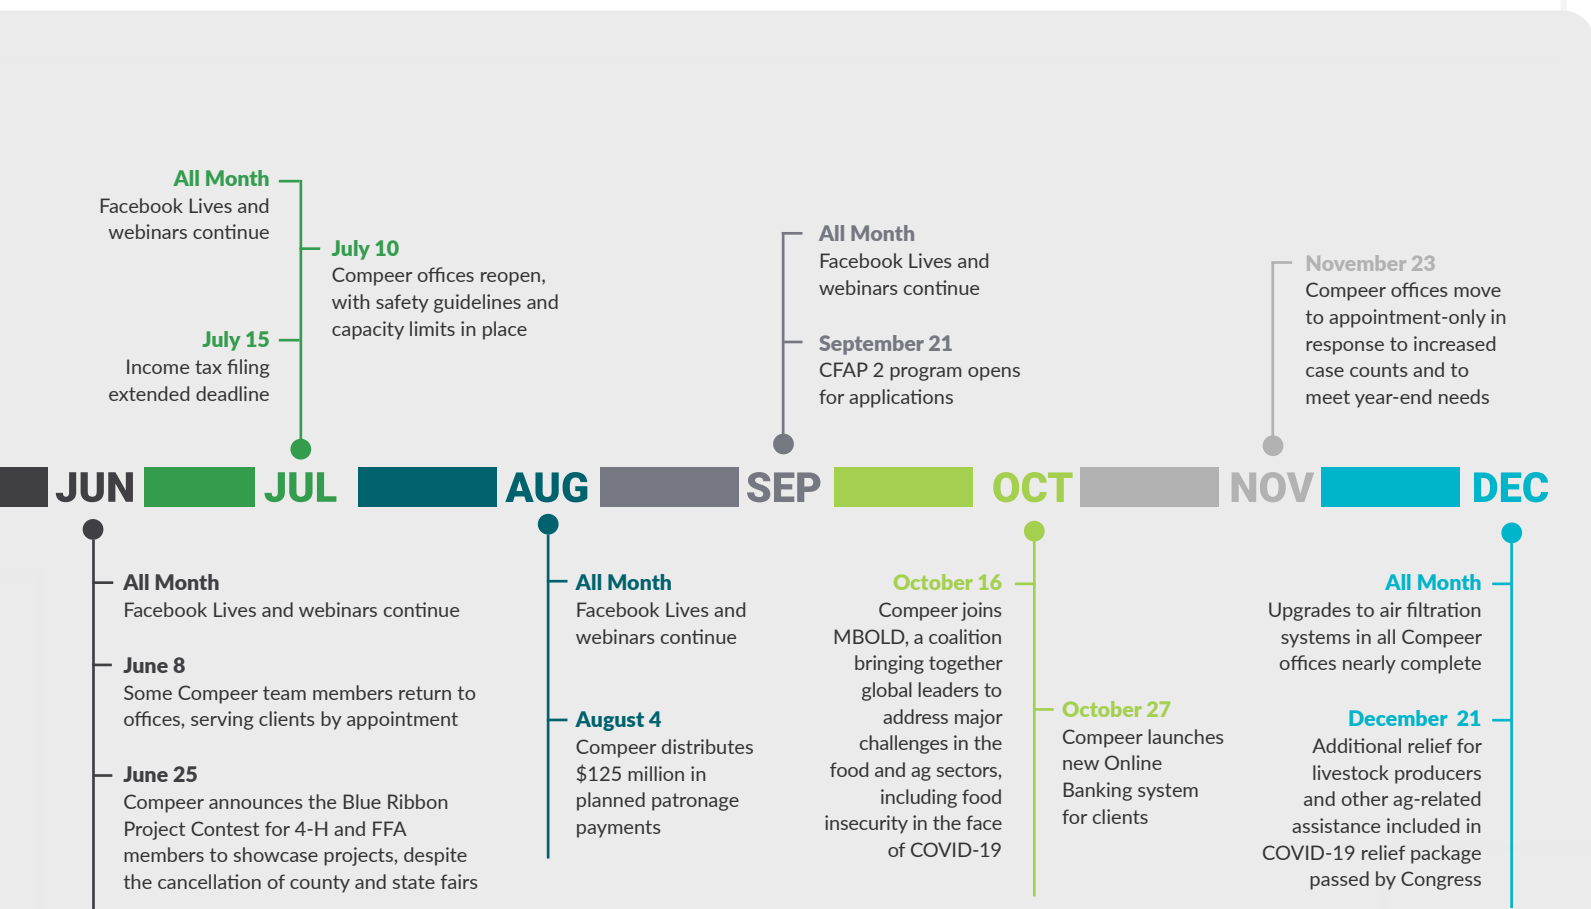 All Month
Facebook Lives and
webinars continue
July 10
Compeer offices reopen,
with safety guidelines and
capacity limits in place
July 15
Income tax filing
extended deadline
All Month
Facebook Lives and
webinars continue
September 21
CFAP 2 program opens
for applications
November 23
Compeer offices move
to appointment-only in
response to increased
case counts and to
meet year-end needs
JUN JUL AUG SEP OCT NOV DEC
All Month
Facebook Lives and webinars continue
June 8
Some Compeer team members return to
offices, serving clients by appointment
June 25
Compeer announces the Blue Ribbon
Project Contest for 4-H and FFA
members to showcase projects, despite
the cancellation of county and state fairs
All Month
Facebook Lives and
webinars continue
August 4
Compeer distributes
$125 million in
planned patronage
payments
October 16
Compeer joins
MBOLD, a coalition
bringing together
global leaders to
address major
challenges in the
food and ag sectors,
including food
insecurity in the face
of COVID-19
October 27
Compeer launches
new Online
Banking system
for clients
All Month
Upgrades to air filtration
systems in all Compeer
offices nearly complete
December 21
Additional relief for
livestock producers
and other ag-related
assistance included in
COVID-19 relief package
passed by Congress